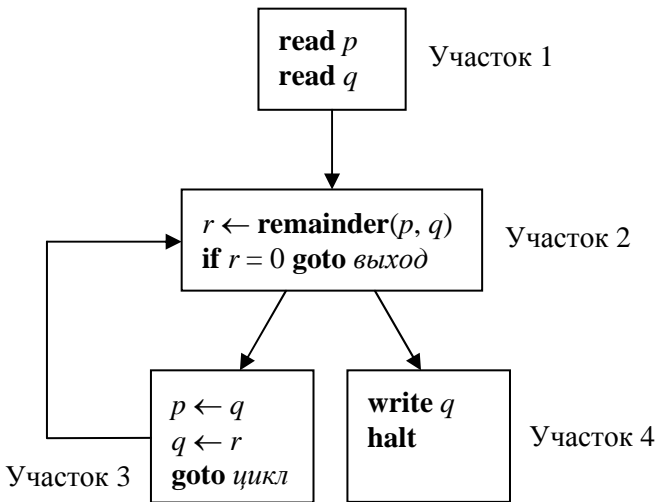 read p
read q
Участок 1
r ← remainder(p, q)
if r = 0 goto выход
Участок 2
p ← q
q ← r
goto цикл
Участок 3
write q
halt
Участок 4